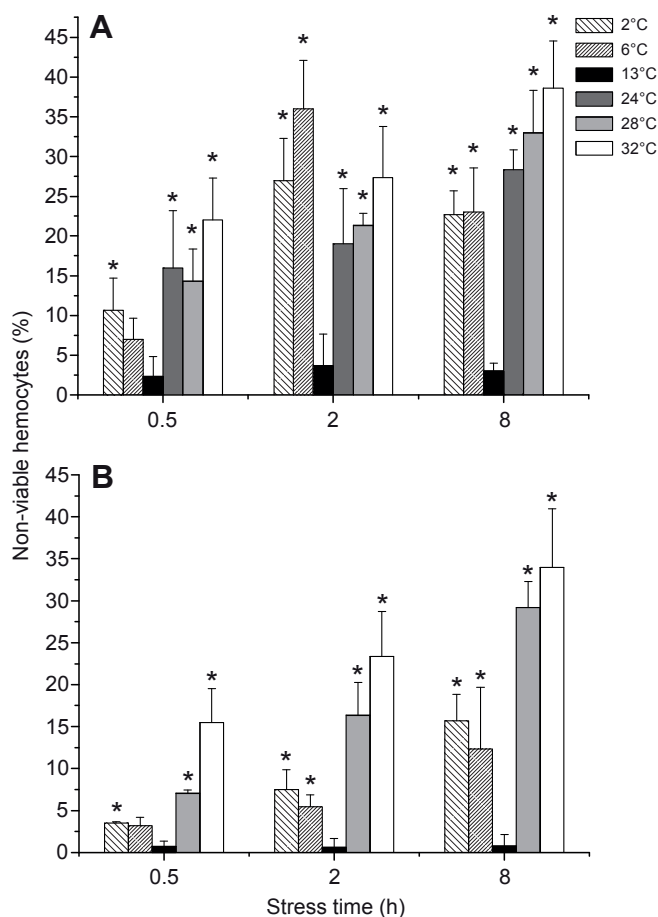 A
45
40
35
30
25
20
15
10
5
0
* * * * * * * * * * * * * *
0.5 2 8
2°C
6°C
13°C
24°C
28°C
32°C
Non-viable hemocytes (%)
B
45
40
35
30
25
20
15
10
5
0
* * * * * * * * * * *
0.5 2 8
Stress time (h)